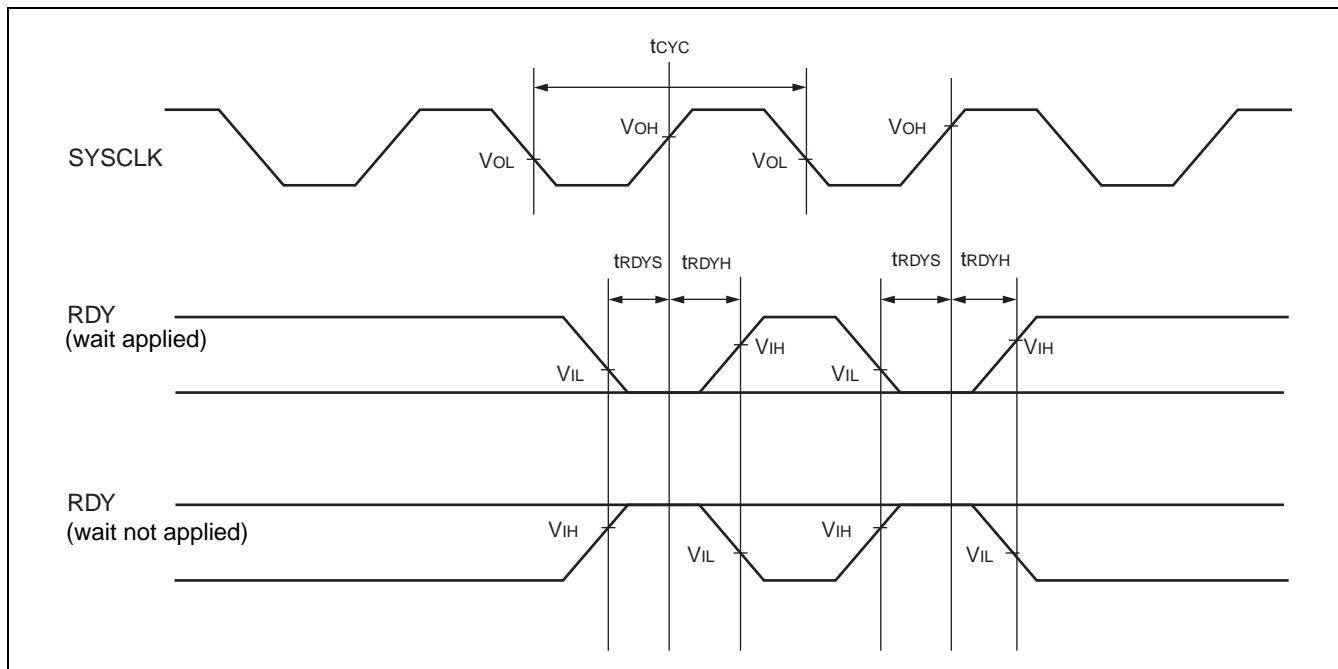 tCYC
VOH
VOH
SYSCLK
VOL
VOL
tRDYS
tRDYH
tRDYS
tRDYH
RDY
(wait applied)
VIH
VIH
VIL
VIL
RDY
(wait not applied)
VIH
VIH
VIL
VIL